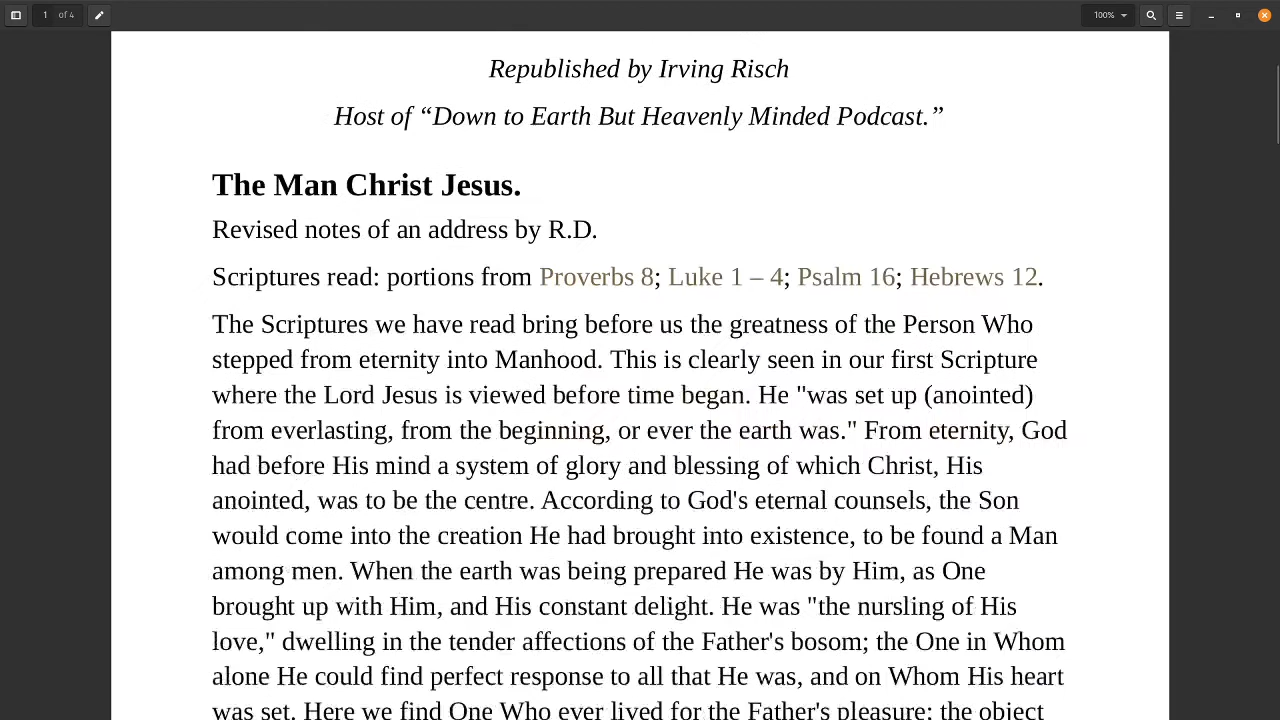 1 of 4
100%
Republished by Irving Risch
Host of “Down to Earth But Heavenly Minded Podcast.”
The Man Christ Jesus.
Revised notes of an address by R.D.
Scriptures read: portions from Proverbs 8; Luke 1 – 4; Psalm 16; Hebrews 12.
The Scriptures we have read bring before us the greatness of the Person Who
stepped from eternity into Manhood. This is clearly seen in our first Scripture
where the Lord Jesus is viewed before time began. He "was set up (anointed)
from everlasting, from the beginning, or ever the earth was." From eternity, God
had before His mind a system of glory and blessing of which Christ, His
anointed, was to be the centre. According to God's eternal counsels, the Son
would come into the creation He had brought into existence, to be found a Man
among men. When the earth was being prepared He was by Him, as One
brought up with Him, and His constant delight. He was "the nursling of His
love," dwelling in the tender affections of the Father's bosom; the One in Whom
alone He could find perfect response to all that He was, and on Whom His heart
was set. Here we find One Who ever lived for the Father's pleasure; the object